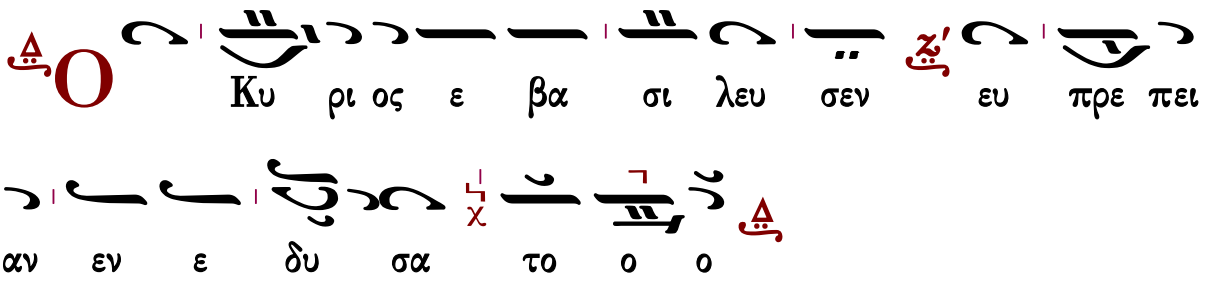 Ο Κυ ρι ος ε βα σι λευ σεν ευ πρε πει
αν εν ε δυ σα το ο ο